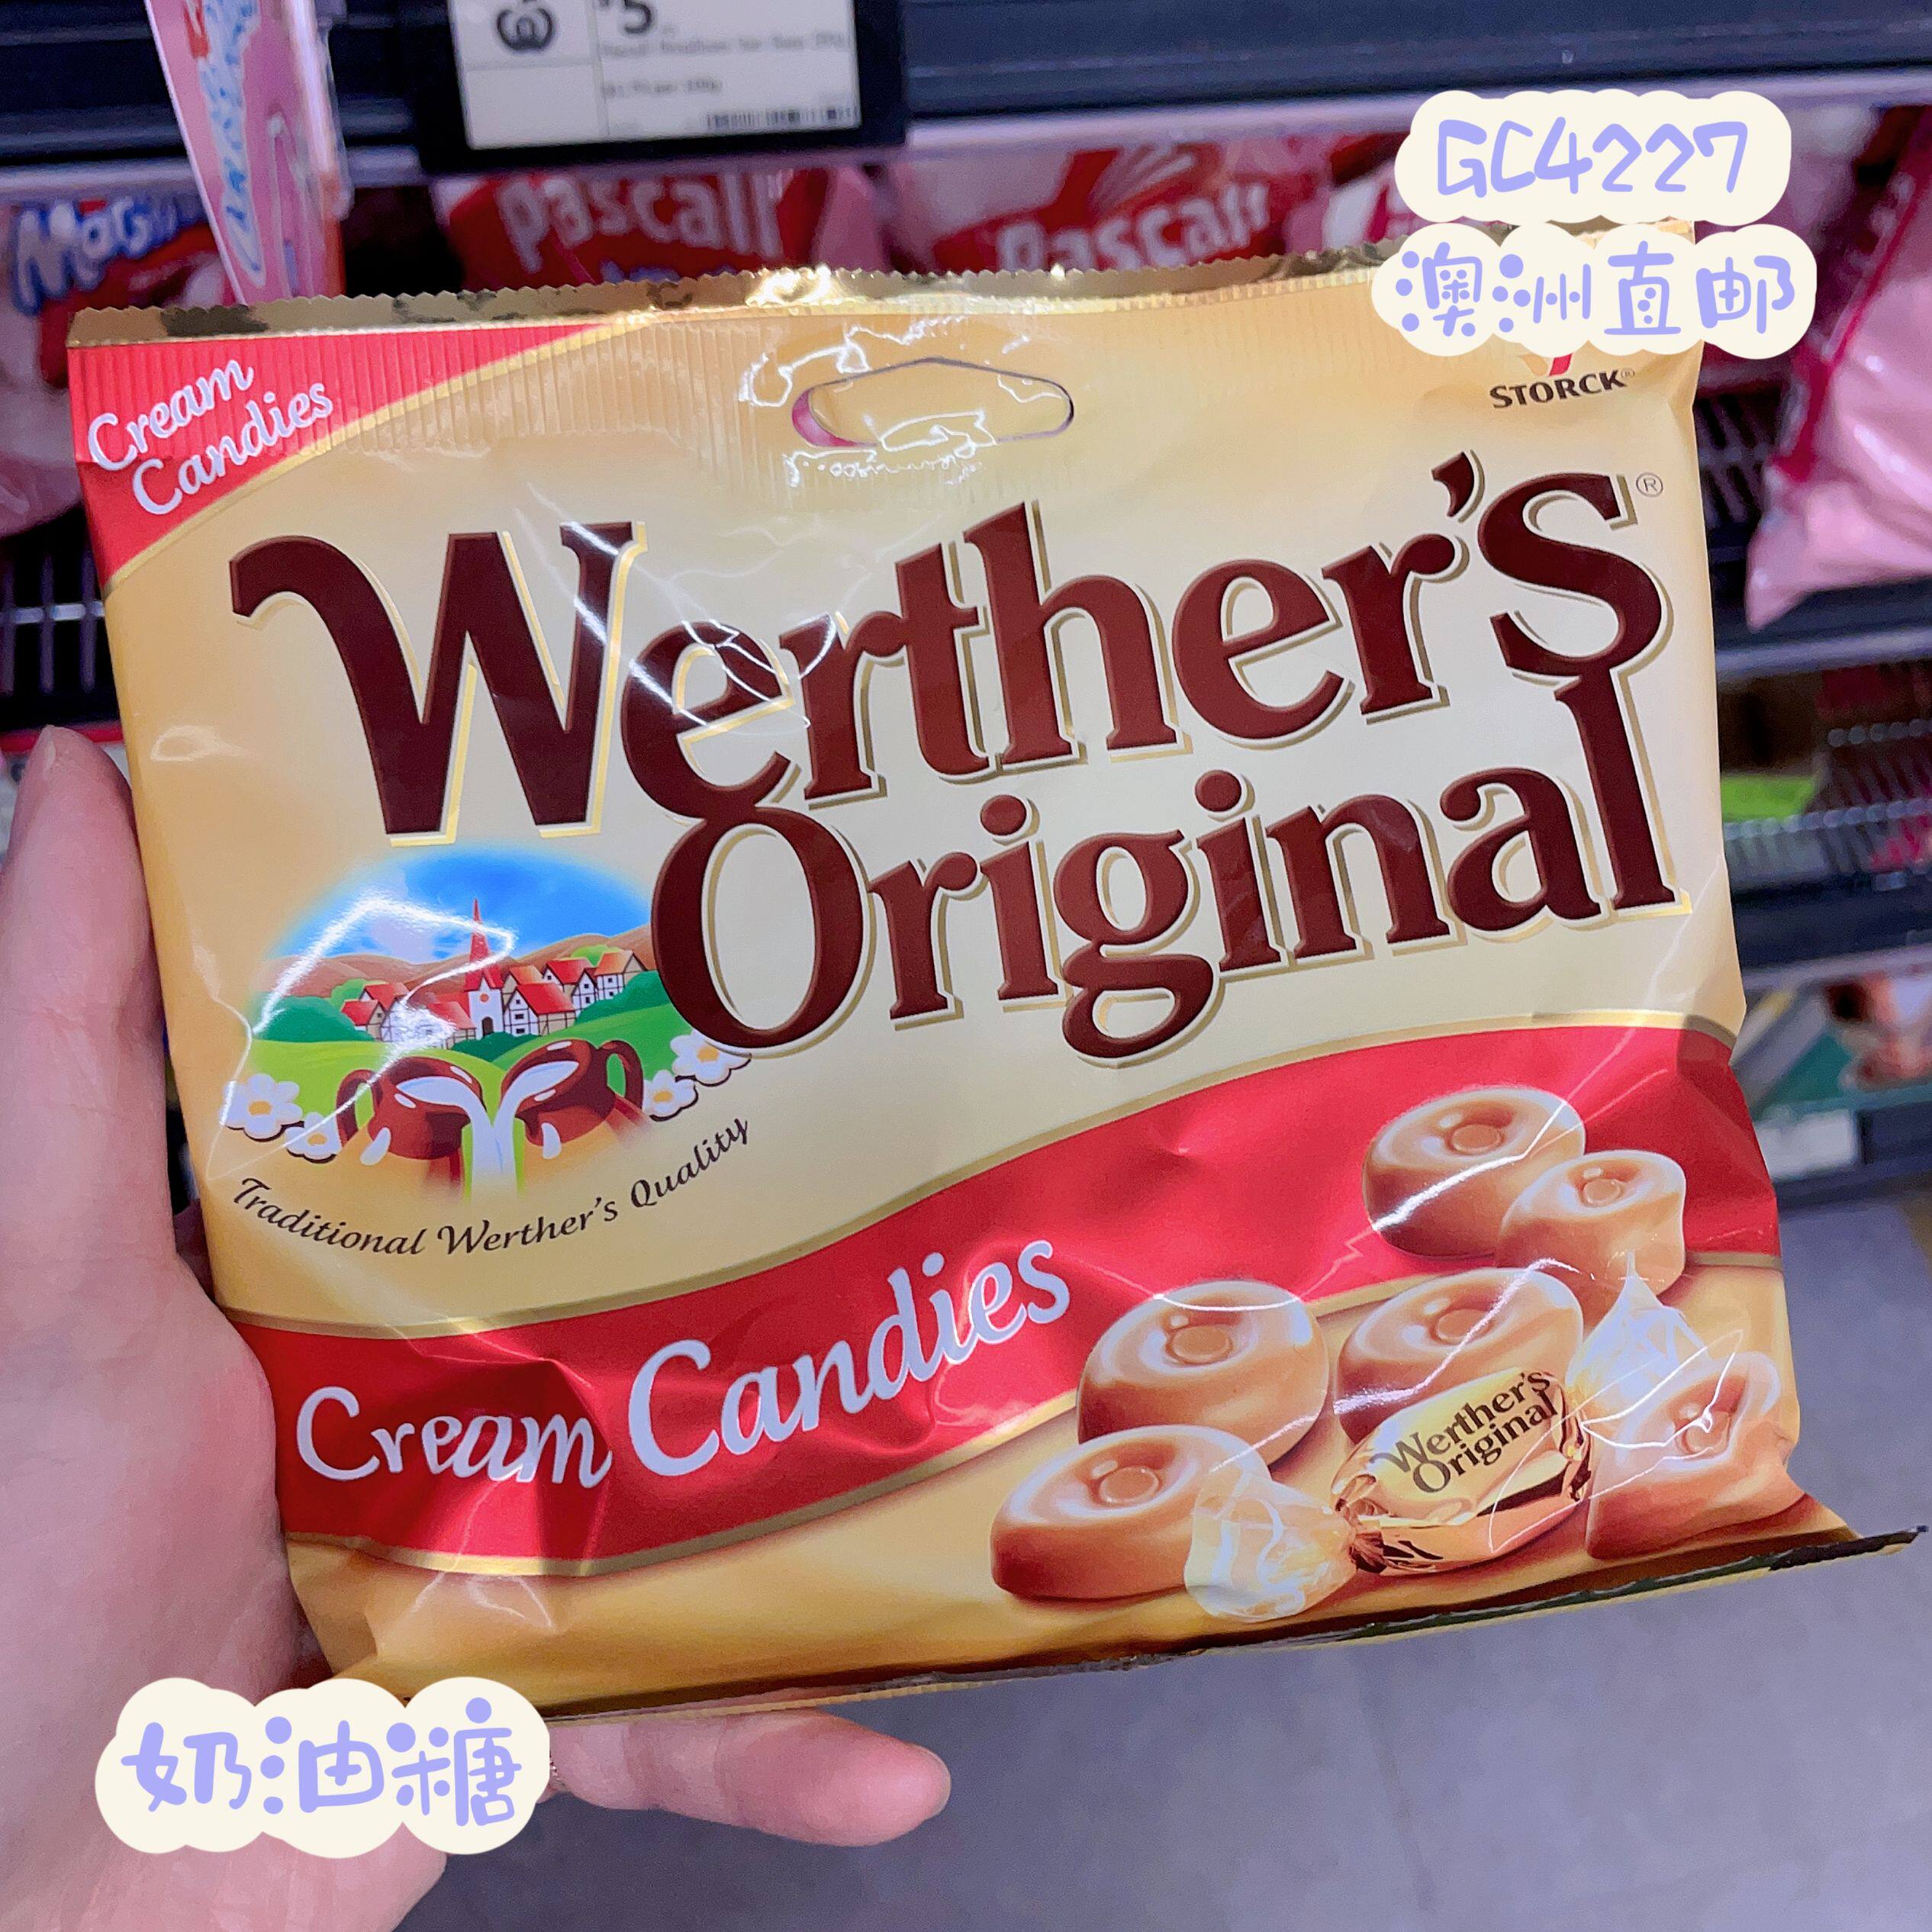 $5
GC4227
Pascall
Pascall
澳洲直邮
STORCK®
Cream
Candies
Werther's®
Original
Traditional Werther's Quality
Cream Candies
Werther's
Original
奶油糖